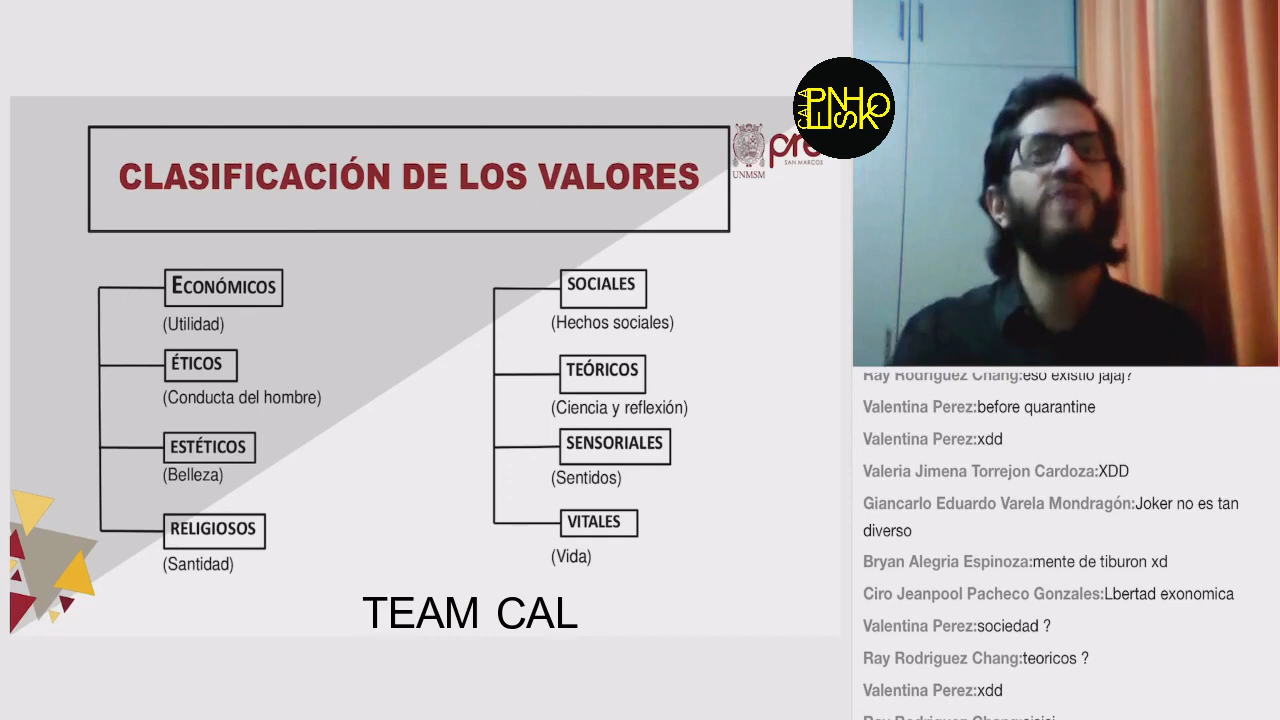 CLASIFICACIÓN DE LOS VALORES
UNMSM
SAN MARCOS
CALA
ECONÓMICOS
(Utilidad)
ÉTICOS
(Conducta del hombre)
ESTÉTICOS
(Belleza)
RELIGIOSOS
(Santidad)
SOCIALES
(Hechos sociales)
TEÓRICOS
(Ciencia y reflexión)
SENSORIALES
(Sentidos)
VITALES
(Vida)
TEAM CAL
Ray Rodriguez Chang:eso existio jajaj?
Valentina Perez:before quarantine
Valentina Perez:xdd
Valeria Jimena Torrejon Cardoza:XDD
Giancarlo Eduardo Varela Mondragón:Joker no es tan
diverso
Bryan Alegria Espinoza:mente de tiburon xd
Ciro Jeanpool Pacheco Gonzales:Lbertad exonomica
Valentina Perez:sociedad ?
Ray Rodriguez Chang:teoricos ?
Valentina Perez:xdd